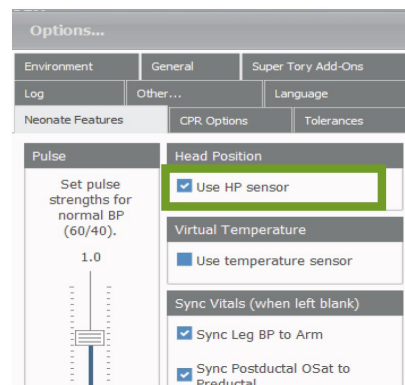 Options...
Environment General Super Tory Add-Ons
Log Other... Language
Neonate Features CPR Options Tolerances
Pulse
Set pulse
strengths for
normal BP
(60/40).
1.0
Head Position
Use HP sensor
Virtual Temperature
Use temperature sensor
Sync Vitals (when left blank)
Sync Leg BP to Arm
Sync Postductal OSat to
Preductal